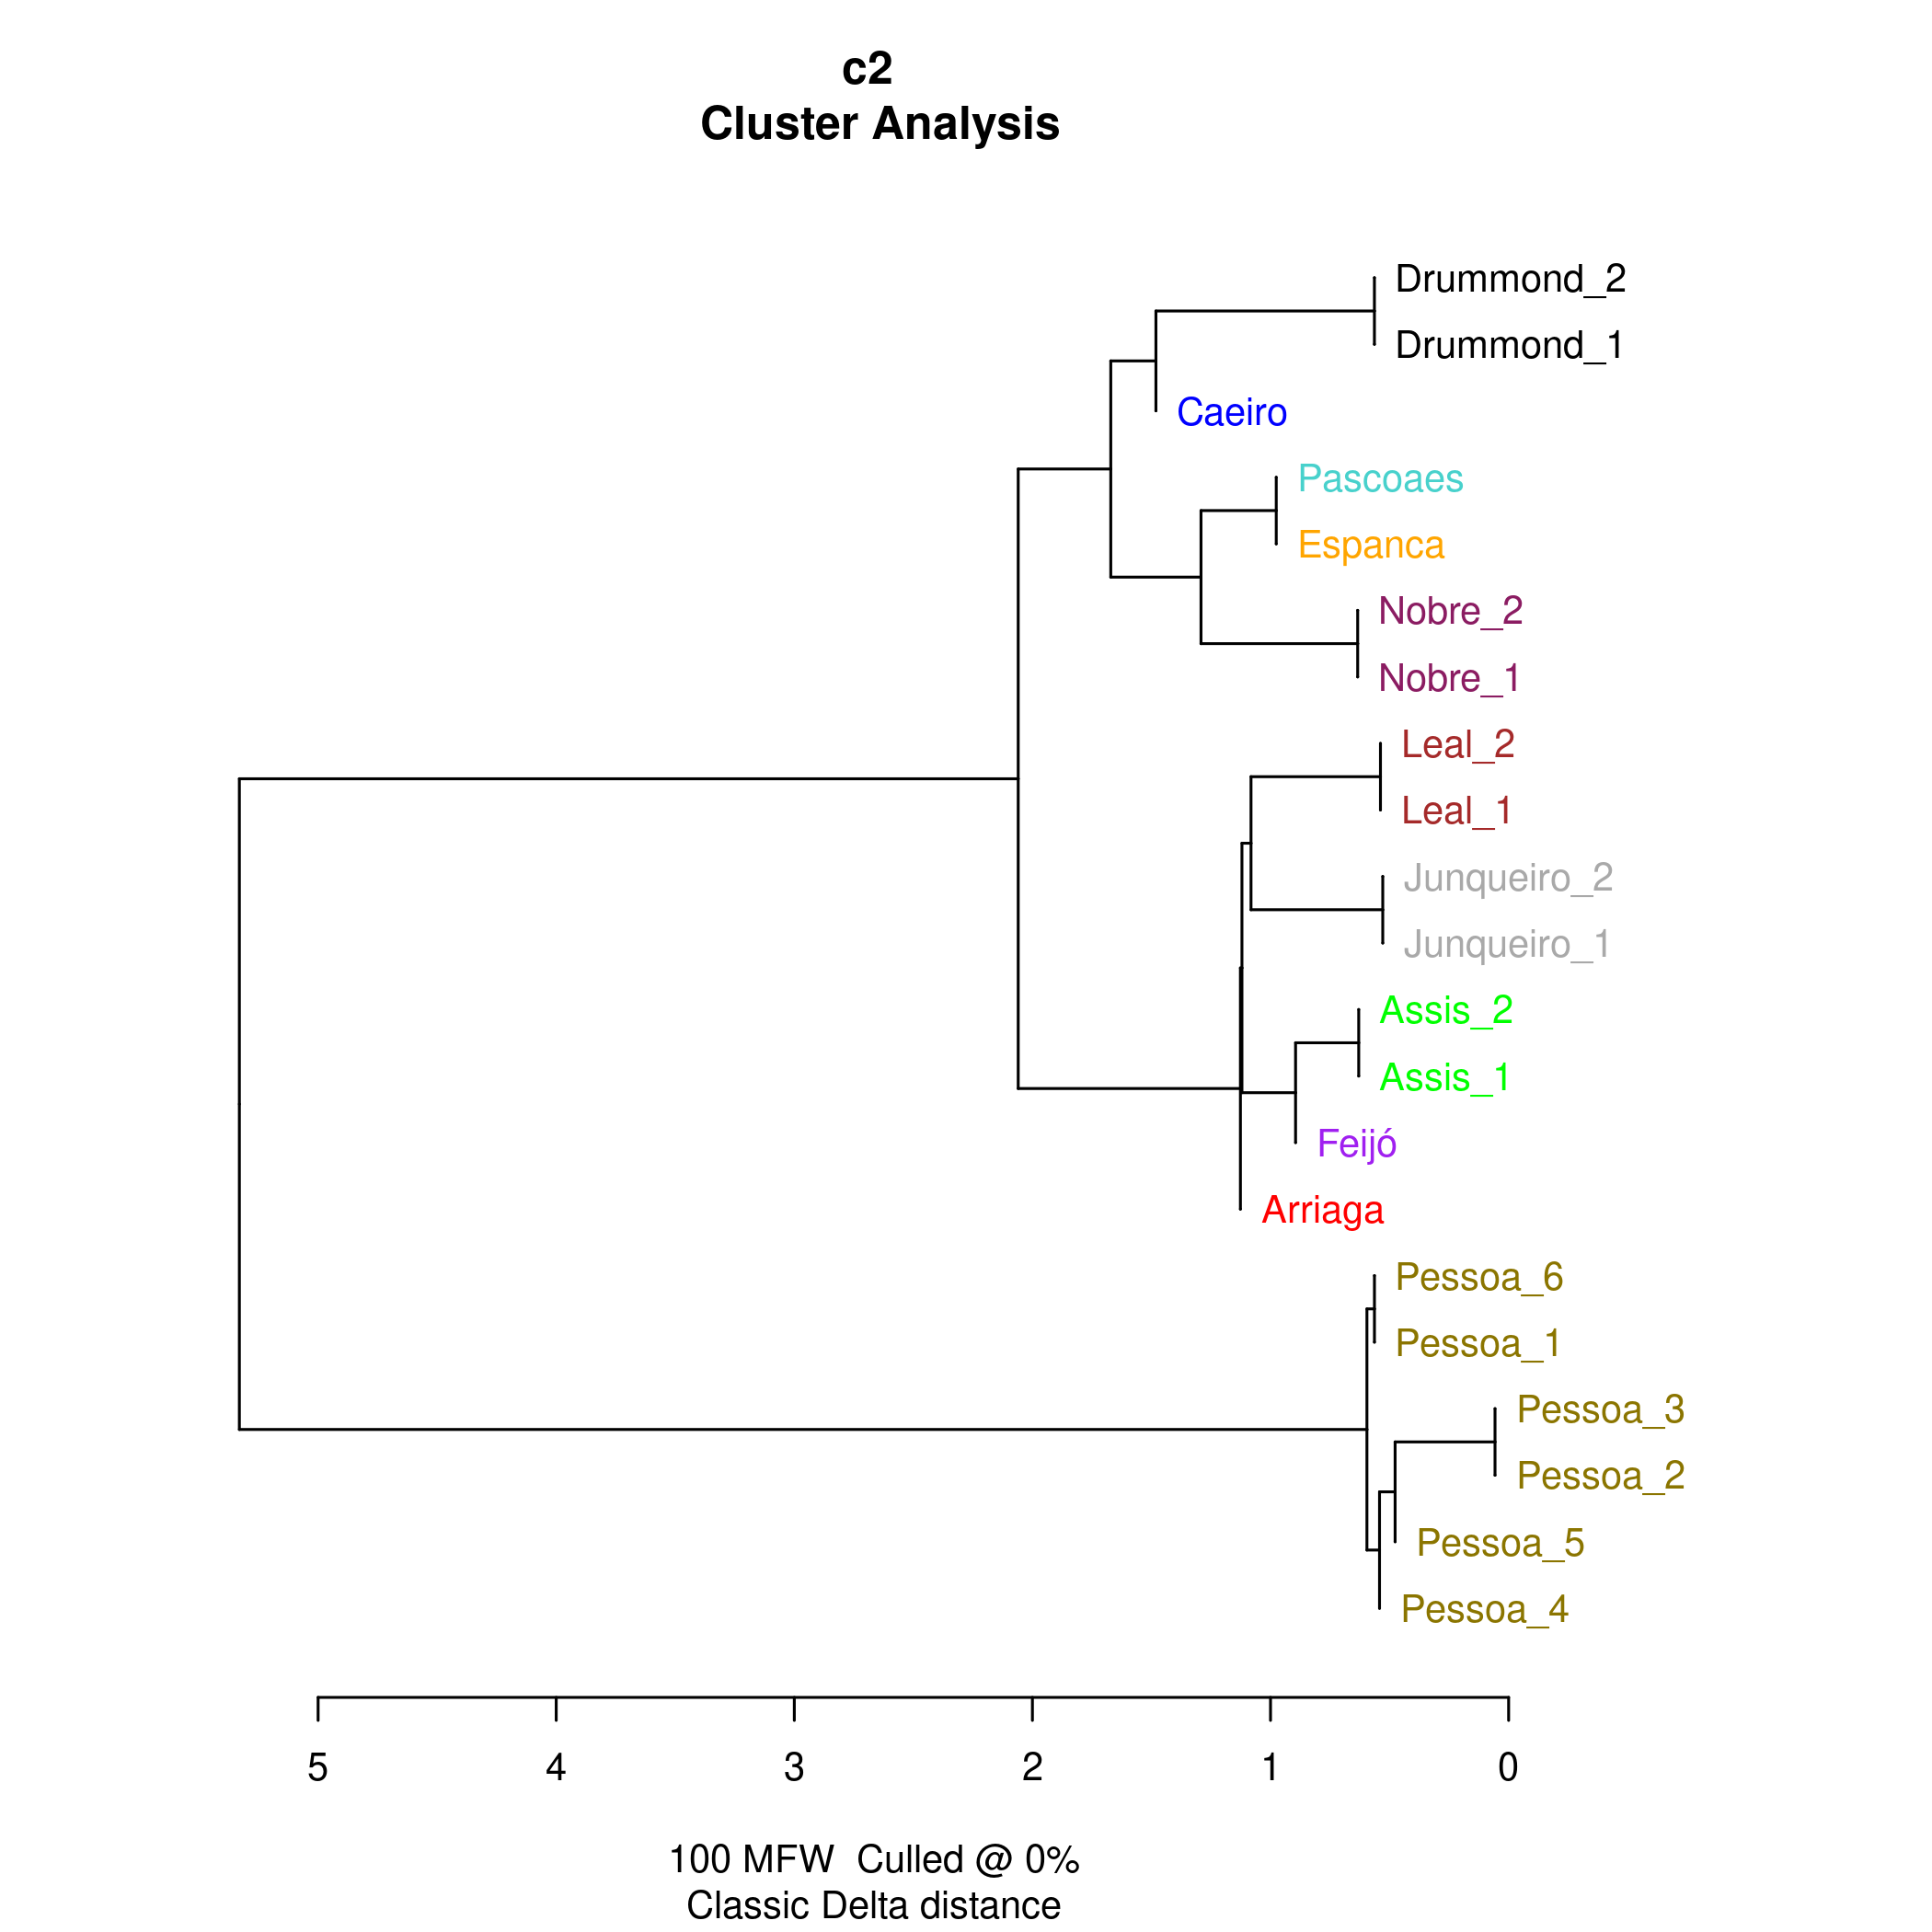 c2
Cluster Analysis
Drummond_2
Drummond_1
Caeiro
Pascoaes
Espanca
Nobre_2
Nobre_1
Leal_2
Leal_1
Junqueiro_2
Junqueiro_1
Assis_2
Assis_1
Feijó
Arriaga
Pessoa_6
Pessoa_1
Pessoa_3
Pessoa_2
Pessoa_5
Pessoa_4
5 4 3 2 1 0
100 MFW  Culled @ 0%
Classic Delta distance